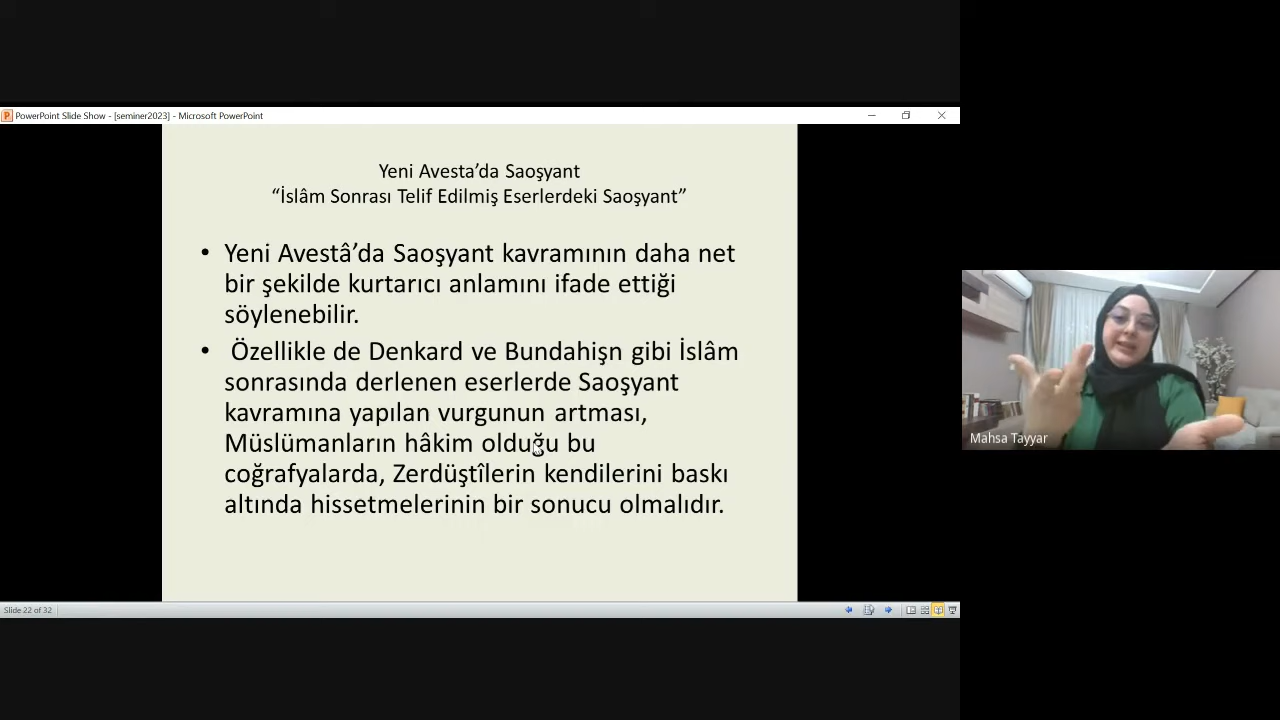 PowerPoint Slide Show - [seminer2023] - Microsoft PowerPoint
Yeni Avesta’da Saoşyant
“İslâm Sonrası Telif Edilmiş Eserlerdeki Saoşyant”
• Yeni Avestâ’da Saoşyant kavramının daha net
bir şekilde kurtarıcı anlamını ifade ettiği
söylenebilir.
• Özellikle de Denkard ve Bundahişn gibi İslâm
sonrasında derlenen eserlerde Saoşyant
kavramına yapılan vurgunun artması,
Müslümanların hâkim olduğu bu
coğrafyalarda, Zerdüştîlerin kendilerini baskı
altında hissetmelerinin bir sonucu olmalıdır.
Slide 22 of 32
Mahsa Tayyar